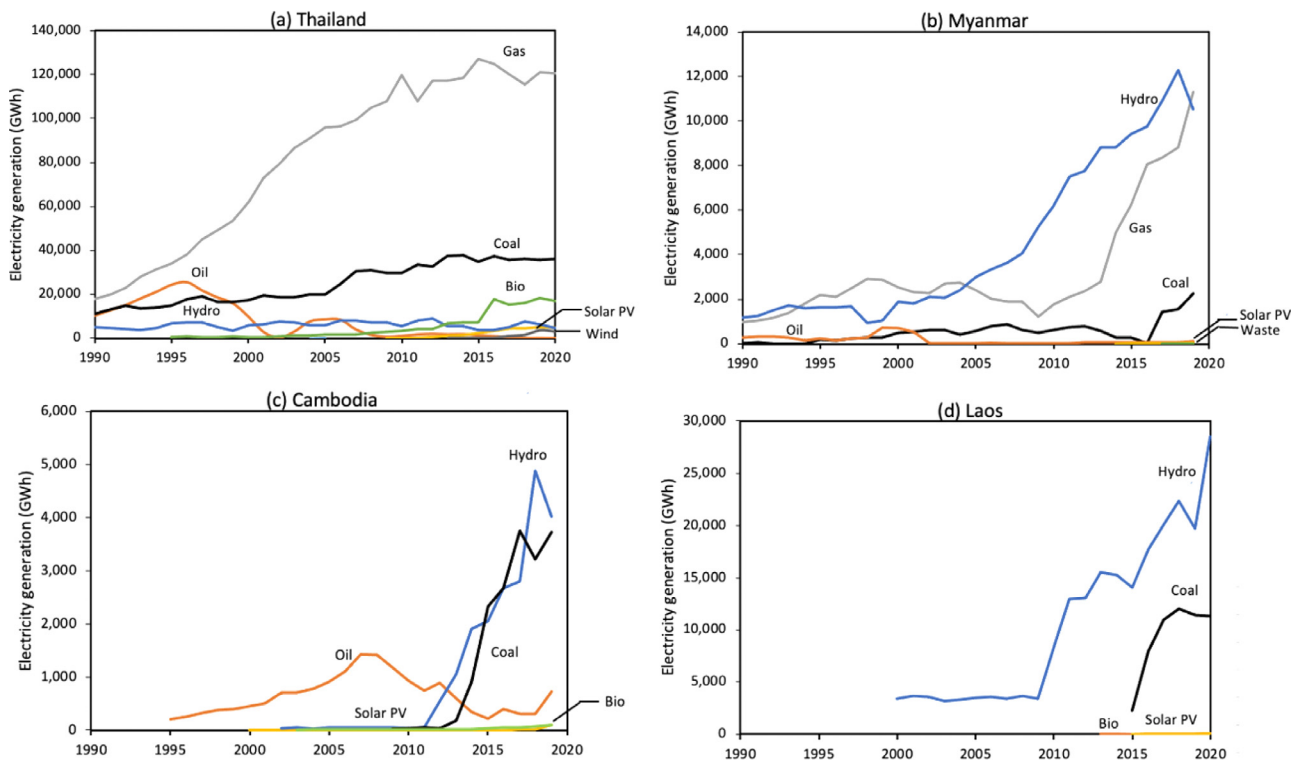 (a) Thailand
Electricity generation (GWh)
140,000
120,000
100,000
80,000
60,000
40,000
20,000
0
Gas
Coal
Oil
Hydro
Bio
Solar PV
Wind
1990 1995 2000 2005 2010 2015 2020
(b) Myanmar
Electricity generation (GWh)
14,000
12,000
10,000
8,000
6,000
4,000
2,000
0
Hydro
Gas
Coal
Oil
Solar PV
Waste
1990 1995 2000 2005 2010 2015 2020
(c) Cambodia
Electricity generation (GWh)
6,000
5,000
4,000
3,000
2,000
1,000
0
Hydro
Oil
Coal
Solar PV
Bio
1990 1995 2000 2005 2010 2015 2020
(d) Laos
Electricity generation (GWh)
30,000
25,000
20,000
15,000
10,000
5,000
0
Hydro
Coal
Bio Solar PV
1990 1995 2000 2005 2010 2015 2020